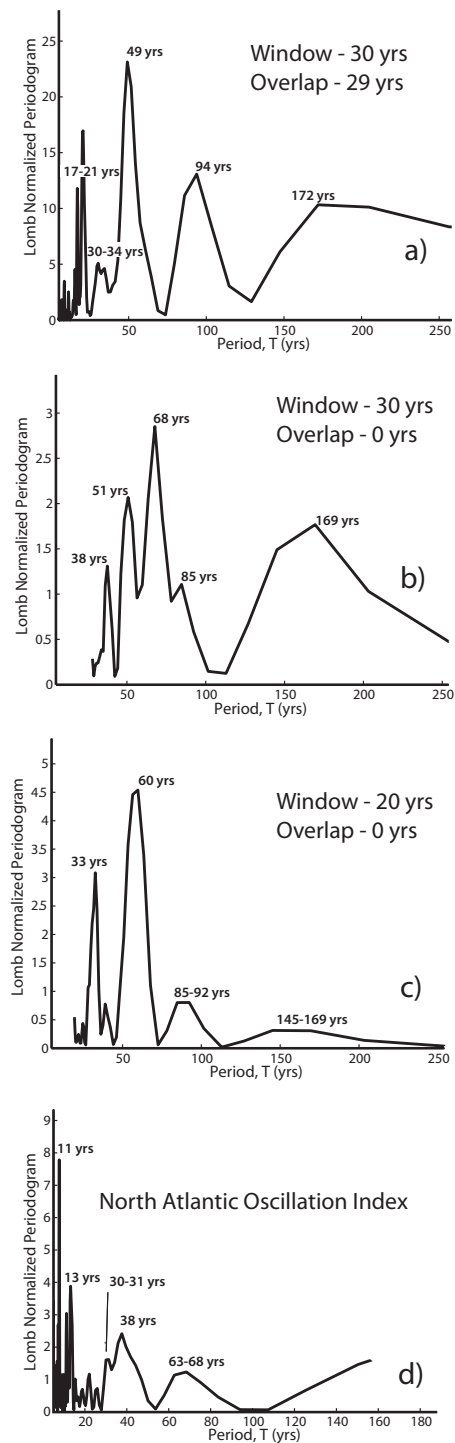 25
20
15
10
5
0
Lomb Normalized Periodogram
49 yrs
Window - 30 yrs
Overlap - 29 yrs
17-21 yrs
94 yrs
172 yrs
30-34 yrs
a)
50 100 150 200 250
Period, T (yrs)
3
2.5
2
1.5
1
0.5
0
Lomb Normalized Periodogram
Window - 30 yrs
Overlap - 0 yrs
68 yrs
51 yrs
169 yrs
38 yrs
85 yrs
b)
50 100 150 200 250
Period, T (yrs)
5
4.5
4
3.5
3
2.5
2
1.5
1
0.5
0
Lomb Normalized Periodogram
60 yrs
Window - 20 yrs
Overlap - 0 yrs
33 yrs
85-92 yrs
c)
145-169 yrs
50 100 150 200 250
Period, T (yrs)
9
8
7
6
5
4
3
2
1
0
Lomb Normalized Periodogram
11 yrs
North Atlantic Oscillation Index
13 yrs
30-31 yrs
38 yrs
63-68 yrs
d)
20 40 60 80 100 120 140 160 180
Period, T (yrs)